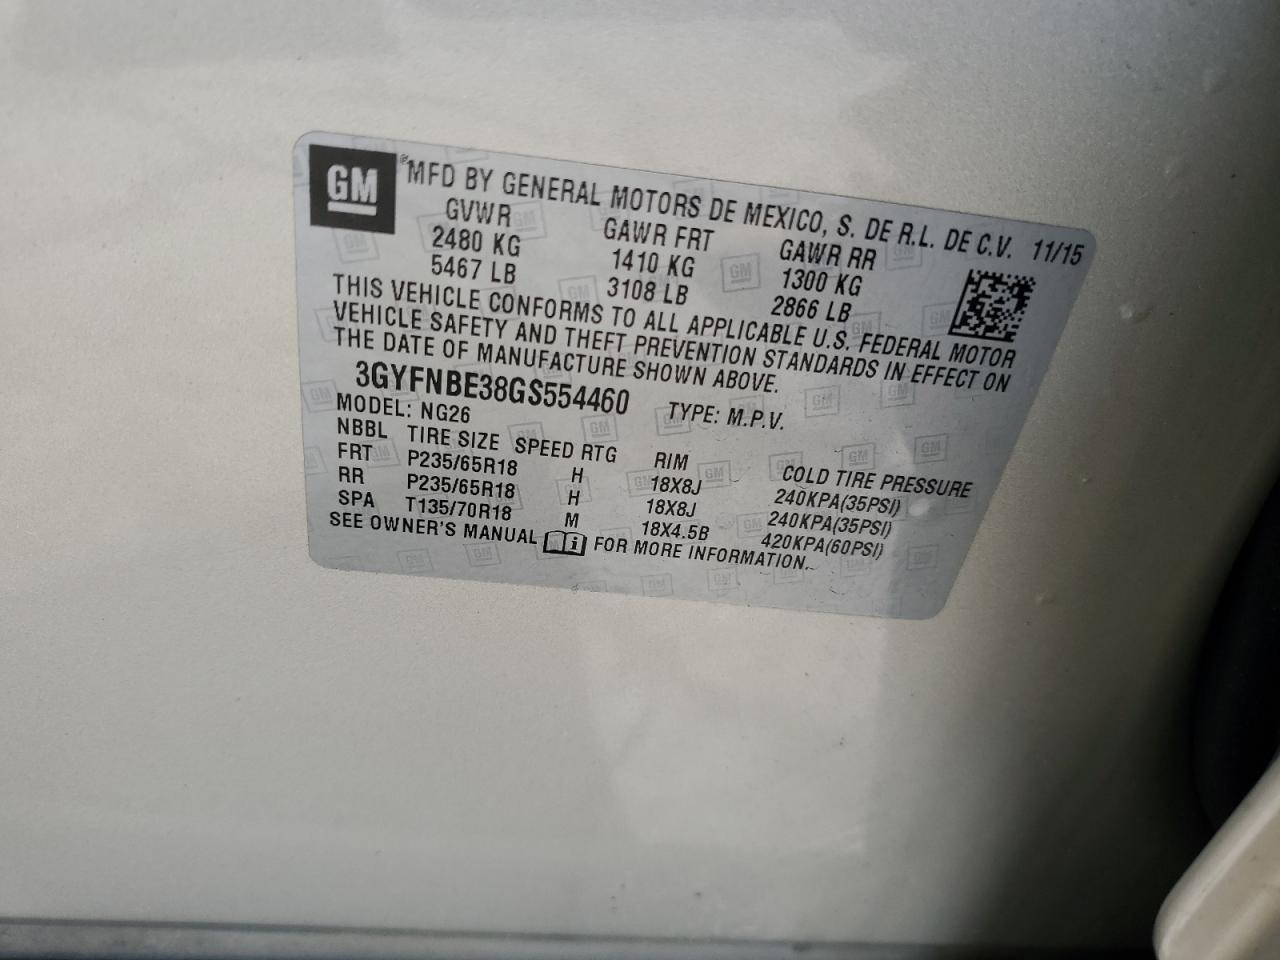 GM ® MFD BY GENERAL MOTORS DE MEXICO, S. DE R.L. DE C.V. 11/15
GVWR GAWR FRT GAWR RR
2480 KG 1410 KG 1300 KG
5467 LB 3108 LB 2866 LB
THIS VEHICLE CONFORMS TO ALL APPLICABLE U.S. FEDERAL MOTOR
VEHICLE SAFETY AND THEFT PREVENTION STANDARDS IN EFFECT ON
THE DATE OF MANUFACTURE SHOWN ABOVE.
3GYFNBE38GS554460 TYPE: M.P.V.
MODEL: NG26
NBBL TIRE SIZE SPEED RTG RIM COLD TIRE PRESSURE
FRT P235/65R18 H 18X8J 240KPA(35PSI)
RR P235/65R18 H 18X8J 240KPA(35PSI)
SPA T135/70R18 M 18X4.5B 420KPA(60PSI)
SEE OWNER'S MANUAL FOR MORE INFORMATION.